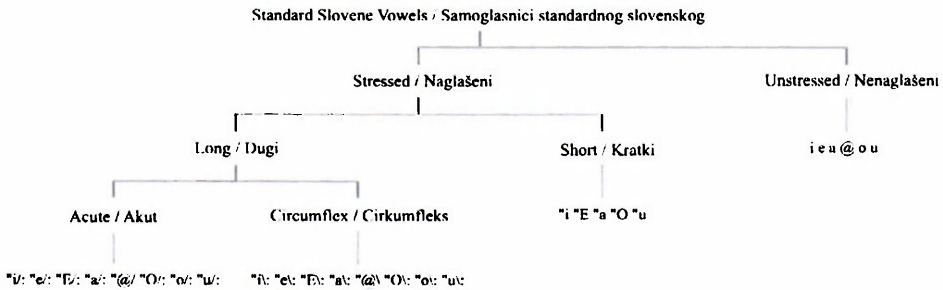 Standard Slovene Vowels / Samoglasnici standardnog slovenskog
Stressed / Naglašeni Unstressed / Nenaglašeni
Long / Dugi Short / Kratki i e a @ o u
Acute / Akut Circumflex / Cirkumfleks "i "E "a "O "u
"i/: "e/: "E/: "a/: "@/ "O/: "o/: "u/: "i\: "e\: "E\: "a\: "@\ "O\: "o\: "u\: